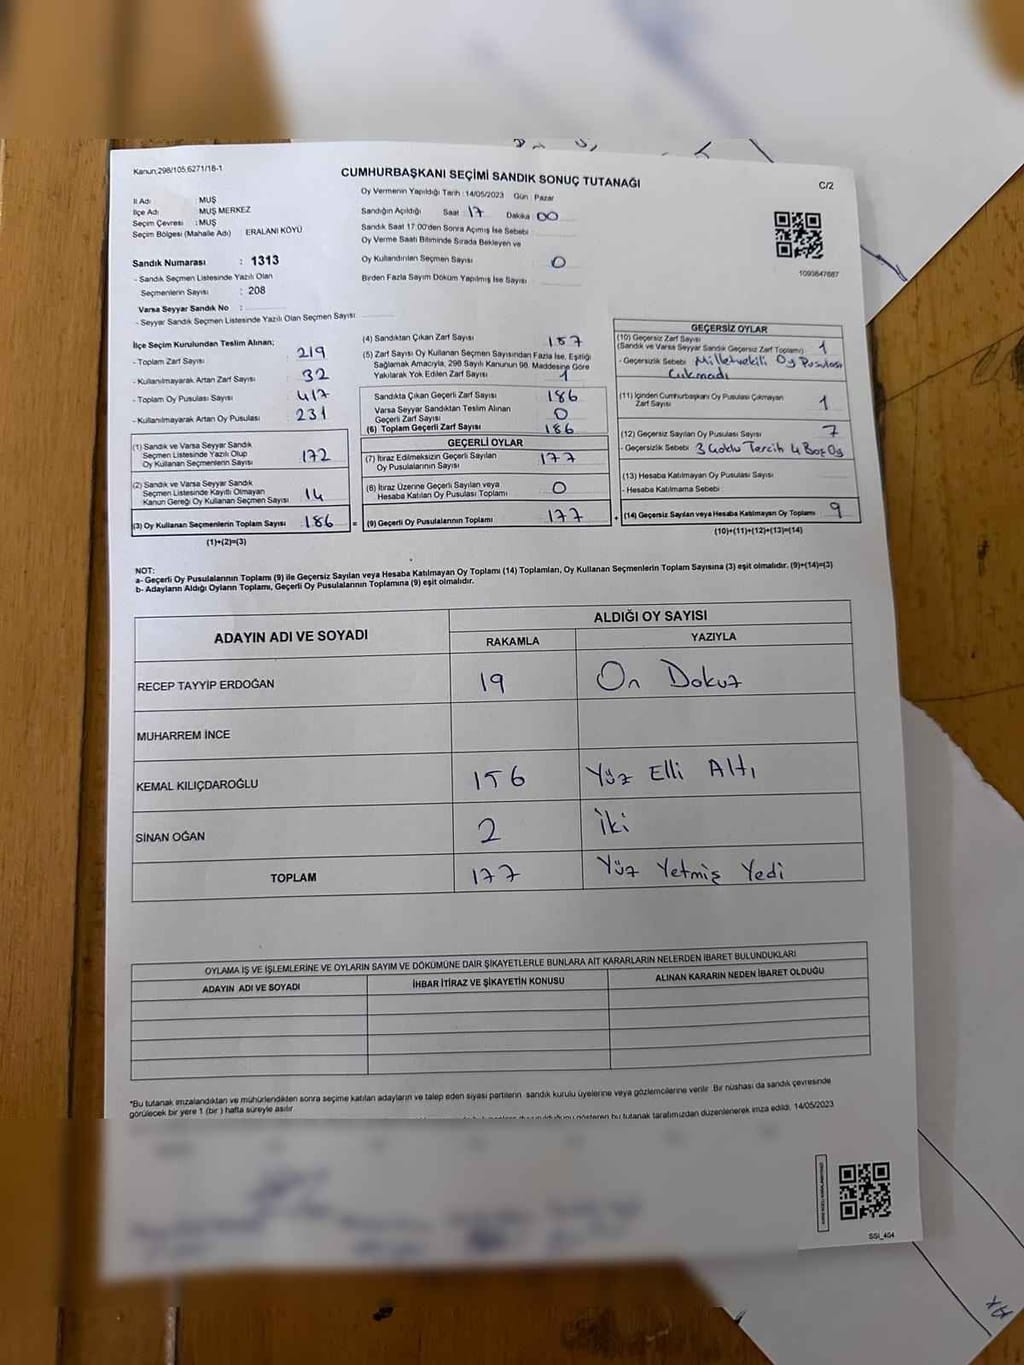 Kanun;298/105;6271/18-1
CUMHURBAŞKANI SEÇİMİ SANDIK SONUÇ TUTANAĞI
C/2
Oy Vermenin Yapıldığı Tarih :14/05/2023 Gün : Pazar
İl Adı : MUŞ
İlçe Adı : MUŞ MERKEZ
Seçim Çevresi : MUŞ
Seçim Bölgesi (Mahalle Adı) : ERALANI KÖYÜ
Sandığın Açıldığı Saat 17 Dakika 00
Sandık Saat 17:00'den Sonra Açılmış İse Sebebi
Oy Verme Saati Bitiminde Sırada Bekleyen ve
Oy Kullandırılan Seçmen Sayısı 0
Birden Fazla Sayım Döküm Yapılmış İse Sayısı
1093647687
Sandık Numarası : 1313
- Sandık Seçmen Listesinde Yazılı Olan
Seçmenlerin Sayısı : 208
Varsa Seyyar Sandık No :
- Seyyar Sandık Seçmen Listesinde Yazılı Olan Seçmen Sayısı
İlçe Seçim Kurulundan Teslim Alınan;
- Toplam Zarf Sayısı 219
- Kullanılmayarak Artan Zarf Sayısı 32
- Toplam Oy Pusulası Sayısı 417
- Kullanılmayarak Artan Oy Pusulası 231
(1) Sandık ve Varsa Seyyar Sandık
Seçmen Listesinde Yazılı Olup
Oy Kullanan Seçmenlerin Sayısı 172
(2) Sandık ve Varsa Seyyar Sandık
Seçmen Listesinde Kayıtlı Olmayan
Kanun Gereği Oy Kullanan Seçmen Sayısı 14
(3) Oy Kullanan Seçmenlerin Toplam Sayısı 186 =
(1)+(2)=(3)
(4) Sandıktan Çıkan Zarf Sayısı 187
(5) Zarf Sayısı Oy Kullanan Seçmen Sayısından Fazla İse, Eşitliği
Sağlamak Amacıyla, 298 Sayılı Kanunun 98. Maddesine Göre
Yakılarak Yok Edilen Zarf Sayısı 1
Sandıkta Çıkan Geçerli Zarf Sayısı 186
Varsa Seyyar Sandıktan Teslim Alınan
Geçerli Zarf Sayısı 0
(6) Toplam Geçerli Zarf Sayısı 186
GEÇERLİ OYLAR
(7) İtiraz Edilmeksizin Geçerli Sayılan
Oy Pusulalarının Sayısı 177
(8) İtiraz Üzerine Geçerli Sayılan veya
Hesaba Katılan Oy Pusulası Toplamı 0
(9) Geçerli Oy Pusulalarının Toplamı 177 +
GEÇERSİZ OYLAR
(10) Geçersiz Zarf Sayısı
(Sandık ve Varsa Seyyar Sandık Geçersiz Zarf Toplamı) 1
- Geçersizlik Sebebi Milletvekili Oy Pusulası
Çıkmadı
(11) İçinden Cumhurbaşkanı Oy Pusulası Çıkmayan
Zarf Sayısı 1
(12) Geçersiz Sayılan Oy Pusulası Sayısı 7
- Geçersizlik Sebebi 3 Çoklu Tercih 4 Boş Oy
(13) Hesaba Katılmayan Oy Pusulası Sayısı
- Hesaba Katılmama Sebebi
(14) Geçersiz Sayılan veya Hesaba Katılmayan Oy Toplamı 9
(10)+(11)+(12)+(13)=(14)
NOT:
a- Geçerli Oy Pusulalarının Toplamı (9) ile Geçersiz Sayılan veya Hesaba Katılmayan Oy Toplamı (14) Toplamları, Oy Kullanan Seçmenlerin Toplam Sayısına (3) eşit olmalıdır. (9)+(14)=(3)
b- Adayların Aldığı Oyların Toplamı, Geçerli Oy Pusulalarının Toplamına (9) eşit olmalıdır.
ADAYIN ADI VE SOYADI
ALDIĞI OY SAYISI
RAKAMLA YAZIYLA
RECEP TAYYİP ERDOĞAN 19 On Dokuz
MUHARREM İNCE
KEMAL KILIÇDAROĞLU 156 Yüz Elli Altı
SİNAN OĞAN 2 İki
TOPLAM 177 Yüz Yetmiş Yedi
OYLAMA İŞ VE İŞLEMLERİNE VE OYLARIN SAYIM VE DÖKÜMÜNE DAİR ŞİKAYETLERLE BUNLARA AİT KARARLARIN NELERDEN İBARET BULUNDUKLARI
ADAYIN ADI VE SOYADI İHBAR İTİRAZ VE ŞİKAYETİN KONUSU ALINAN KARARIN NEDEN İBARET OLDUĞU
*Bu tutanak imzalandıktan ve mühürlendikten sonra seçime katılan adayların ve talep eden siyasi partilerin sandık kurulu üyelerine veya gözlemcilerine verilir. Bir nüshası da sandık çevresinde
görülecek bir yere 1 (bir) hafta süreyle asılır
gösteren bu tutanak tarafımızdan düzenlenerek imza edildi. 14/05/2023
SSI_404